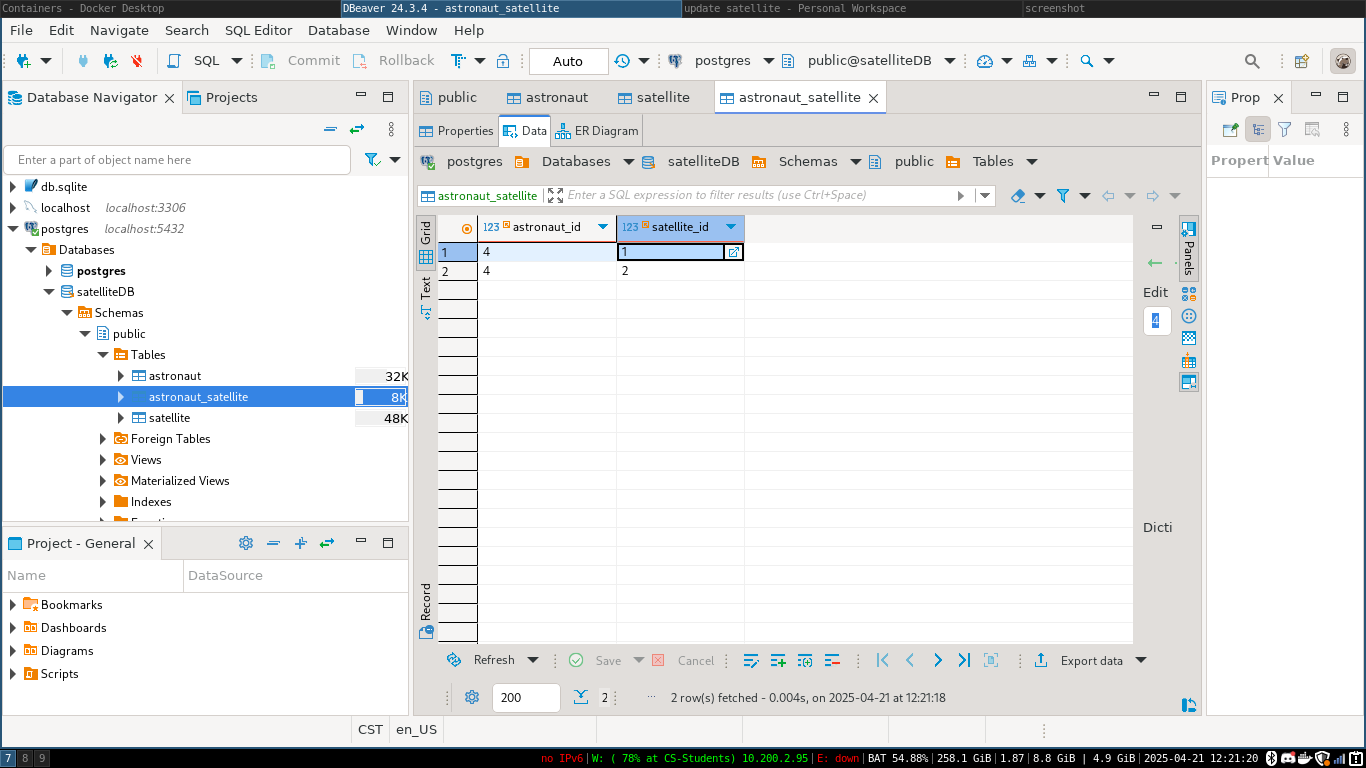 Containers - Docker Desktop
DBeaver 24.3.4 - astronaut_satellite
update satellite - Personal Workspace
screenshot
File Edit Navigate Search SQL Editor Database Window Help
SQL Commit Rollback T Auto postgres public@satelliteDB
Database Navigator Projects
Enter a part of object name here
db.sqlite
localhost localhost:3306
postgres localhost:5432
Databases
postgres
satelliteDB
Schemas
public
Tables
astronaut 32K
astronaut_satellite 8K
satellite 48K
Foreign Tables
Views
Materialized Views
Indexes
Project - General
Name DataSource
Bookmarks
Dashboards
Diagrams
Scripts
public astronaut satellite astronaut_satellite
Properties Data ER Diagram
postgres Databases satelliteDB Schemas public Tables
astronaut_satellite Enter a SQL expression to filter results (use Ctrl+Space)
Grid
Text
Record
123 astronaut_id 123 satellite_id
1 4 1
2 4 2
Panels
Edit
4
Dicti
Refresh Save Cancel Export data
200 2 ... 2 row(s) fetched - 0.004s, on 2025-04-21 at 12:21:18
Prop
Propert Value
CST en_US
7 8 9
no IPv6|W: ( 78% at CS-Students) 10.200.2.95|E: down|BAT 54.88%|258.1 GiB|1.87|8.8 GiB | 4.9 GiB|2025-04-21 12:21:20